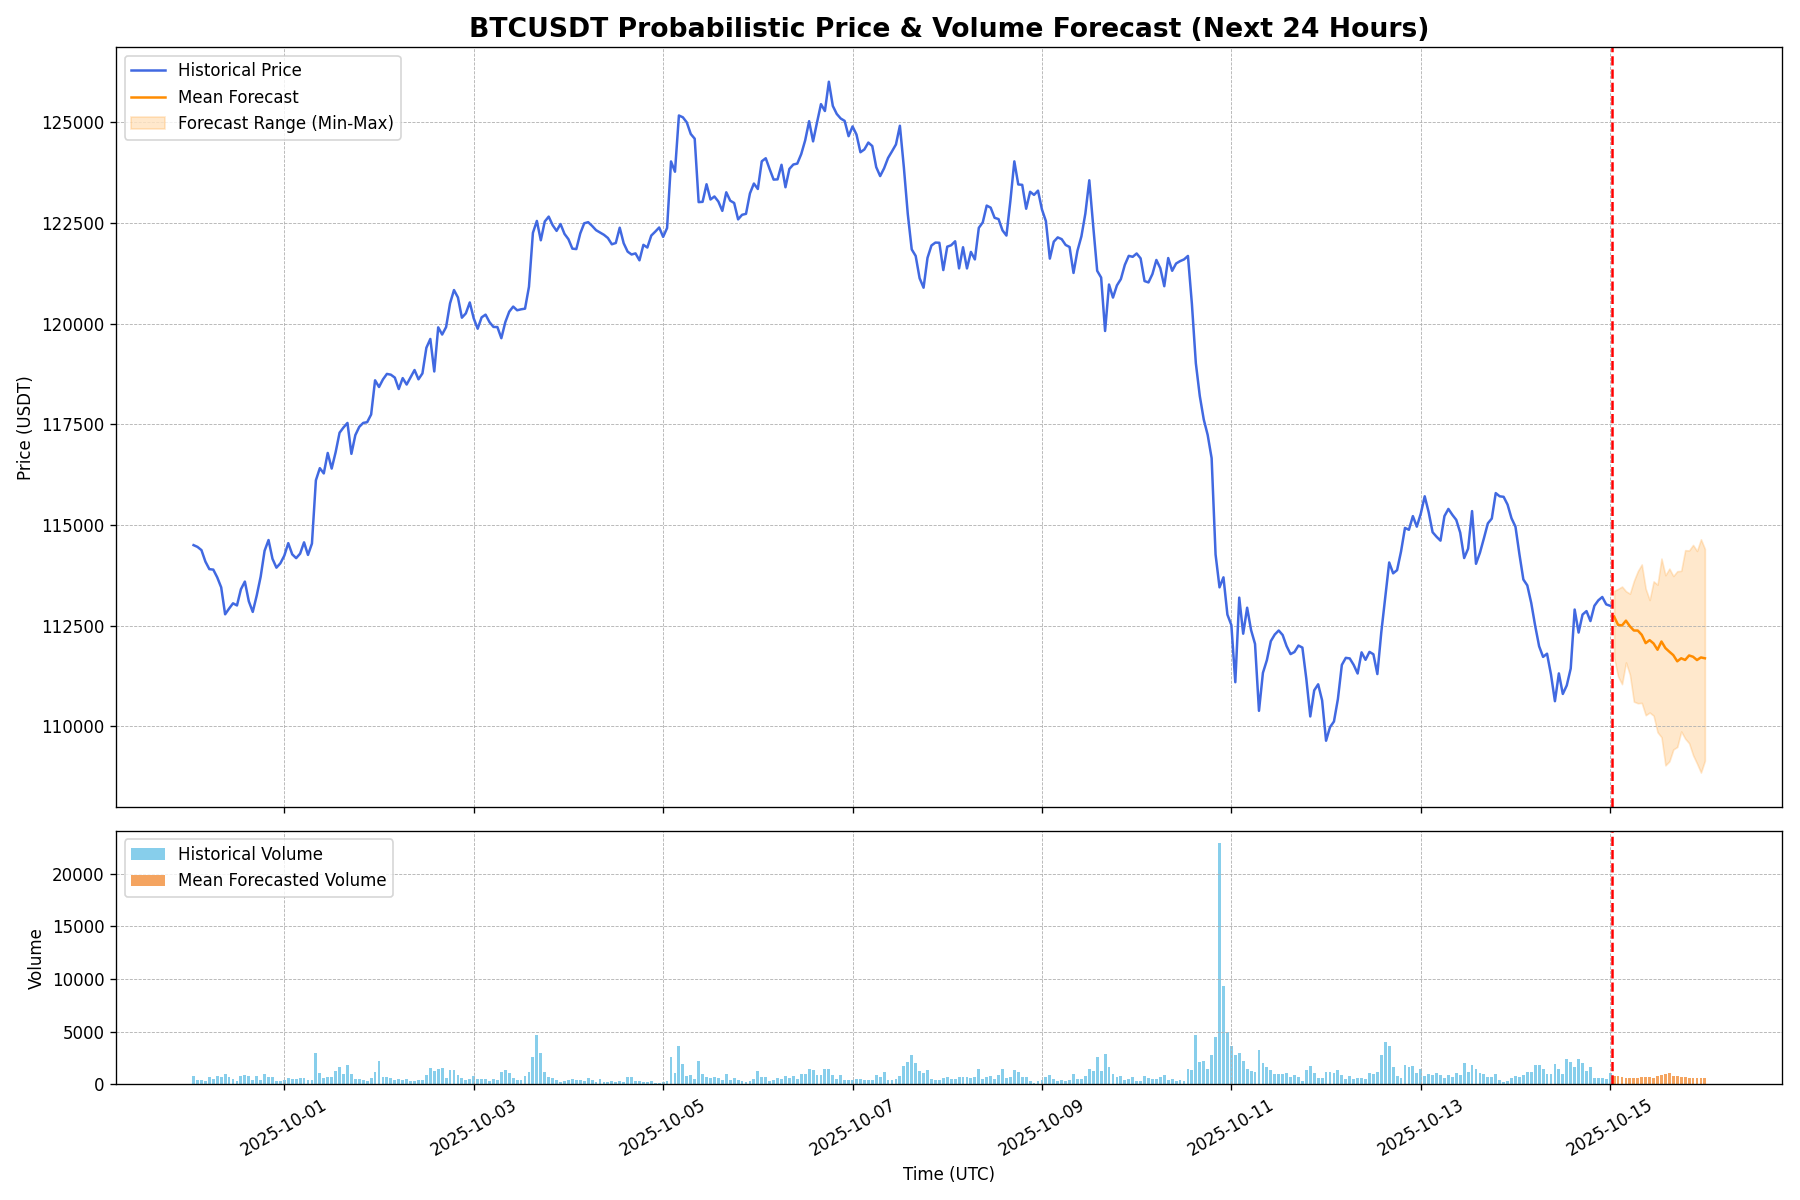 BTCUSDT Probabilistic Price & Volume Forecast (Next 24 Hours)
Historical Price
Mean Forecast
Forecast Range (Min-Max)
125000
122500
120000
117500
115000
112500
110000
Price (USDT)
Historical Volume
Mean Forecasted Volume
20000
15000
10000
5000
0
Volume
2025-10-01
2025-10-03
2025-10-05
2025-10-07
2025-10-09
2025-10-11
2025-10-13
2025-10-15
Time (UTC)